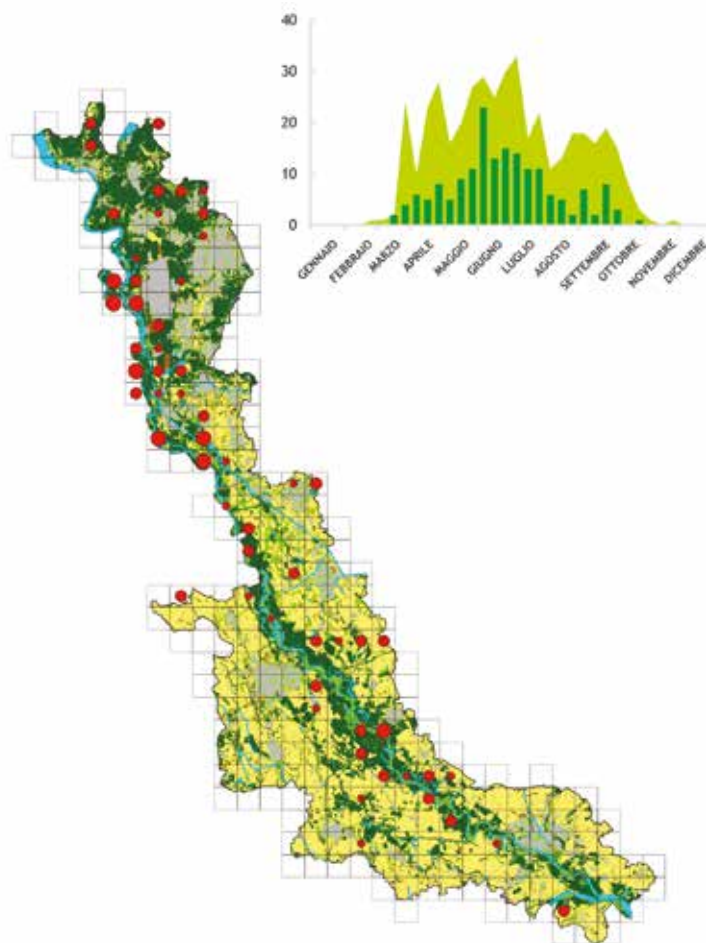 40
30
20
10
0
GENNAIO
FEBBRAIO
MARZO
APRILE
MAGGIO
GIUGNO
LUGLIO
AGOSTO
SETTEMBRE
OTTOBRE
NOVEMBRE
DICEMBRE